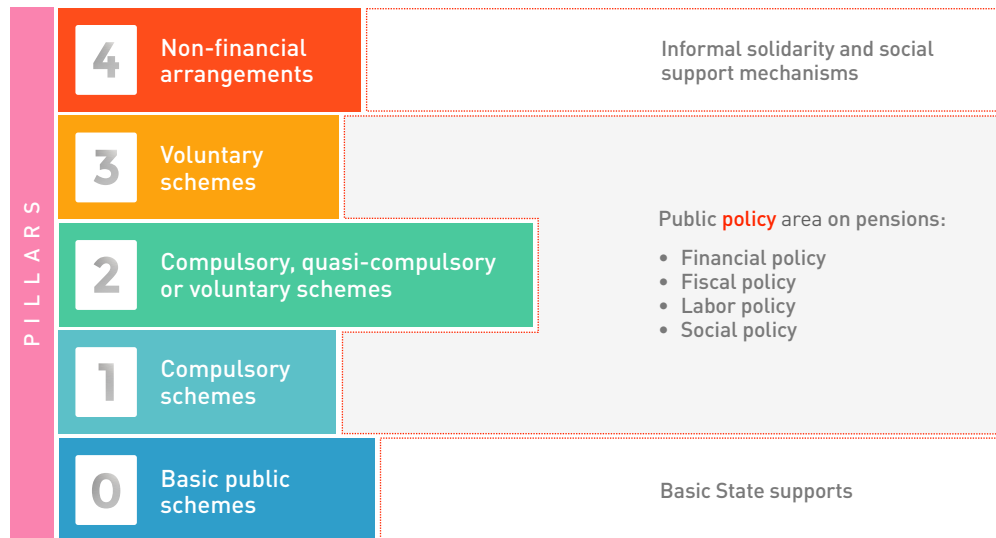 PILLARS
4
Non-financial
arrangements
Informal solidarity and social
support mechanisms
3
Voluntary
schemes
2
Compulsory, quasi-compulsory
or voluntary schemes
Public policy area on pensions:
• Financial policy
• Fiscal policy
• Labor policy
• Social policy
1
Compulsory
schemes
0
Basic public
schemes
Basic State supports